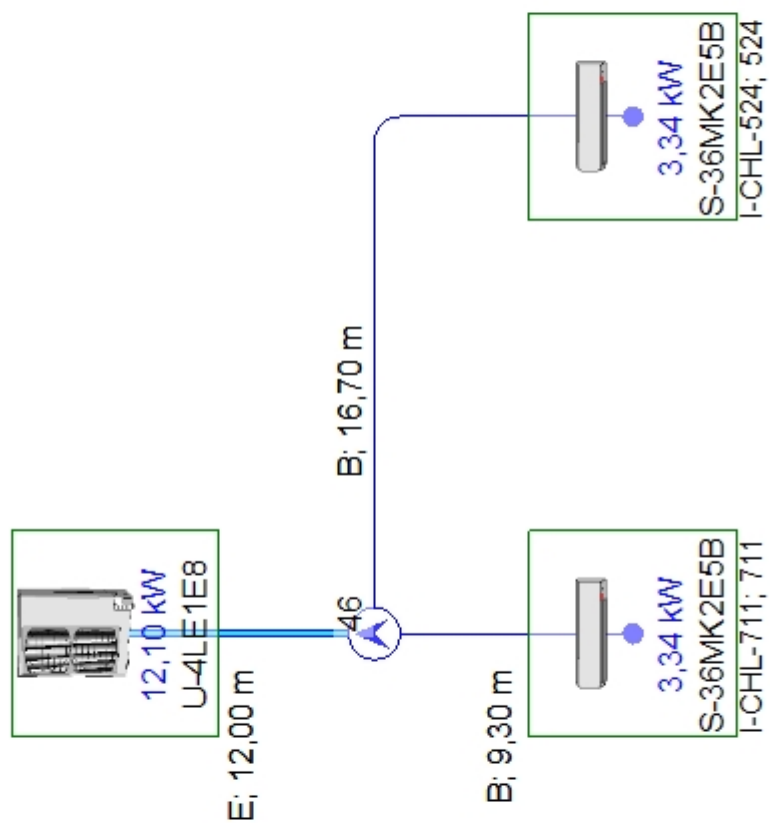 12,10 kW
U-4LE1E8
E; 12,00 m
46
B; 16,70 m
B; 9,30 m
3,34 kW
S-36MK2E5B
I-CHL-711; 711
3,34 kW
S-36MK2E5B
I-CHL-524; 524